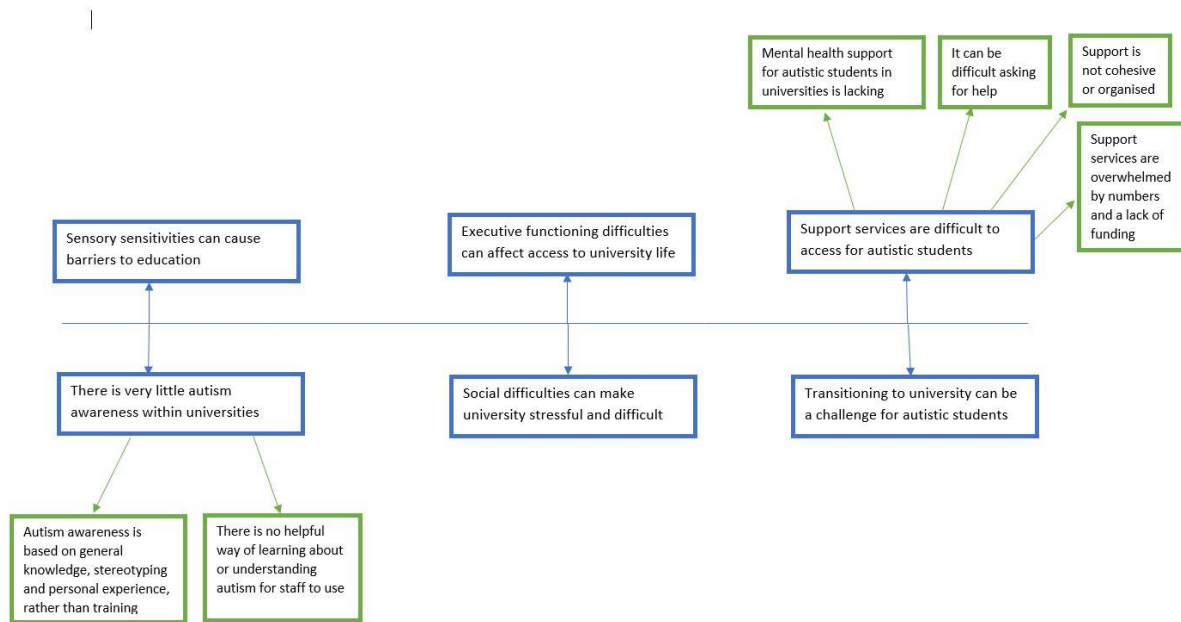 Mental health support
for autistic students in
universities is lacking
It can be
difficult asking
for help
Support is
not cohesive
or organised
Support
services are
overwhelmed
by numbers
and a lack of
funding
Sensory sensitivities can cause
barriers to education
Executive functioning difficulties
can affect access to university life
Support services are difficult to
access for autistic students
There is very little autism
awareness within universities
Social difficulties can make
university stressful and difficult
Transitioning to university can be
a challenge for autistic students
Autism awareness is
based on general
knowledge, stereotyping
and personal experience,
rather than training
There is no helpful
way of learning about
or understanding
autism for staff to use